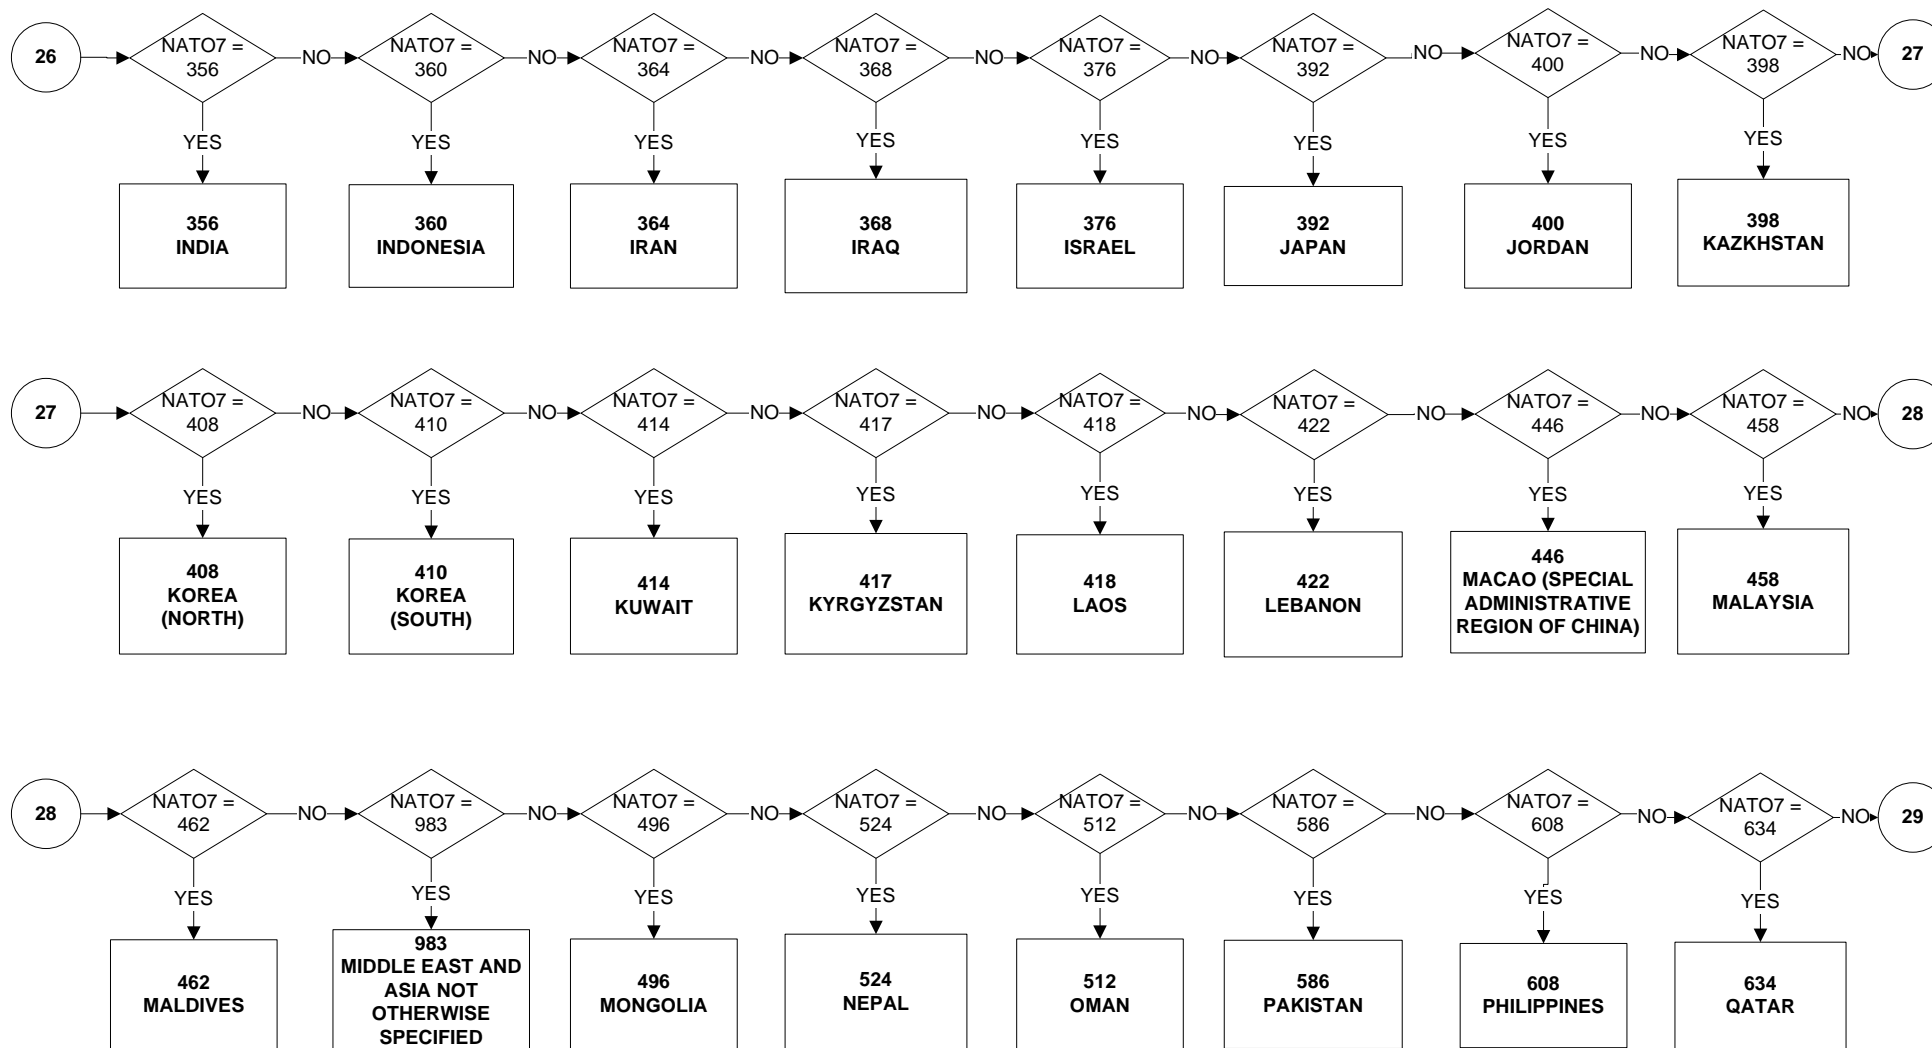 26
NATO7 =
356
NO
NATO7 =
360
NO
NATO7 =
364
NO
NATO7 =
368
NO
NATO7 =
376
NO
NATO7 =
392
NO
NATO7 =
400
NO
NATO7 =
398
NO
27
YES
YES
YES
YES
YES
YES
YES
YES
356
INDIA
360
INDONESIA
364
IRAN
368
IRAQ
376
ISRAEL
392
JAPAN
400
JORDAN
398
KAZKHSTAN
27
NATO7 =
408
NO
NATO7 =
410
NO
NATO7 =
414
NO
NATO7 =
417
NO
NATO7 =
418
NO
NATO7 =
422
NO
NATO7 =
446
NO
NATO7 =
458
NO
28
YES
YES
YES
YES
YES
YES
YES
YES
408
KOREA
(NORTH)
410
KOREA
(SOUTH)
414
KUWAIT
417
KYRGYZSTAN
418
LAOS
422
LEBANON
446
MACAO (SPECIAL
ADMINISTRATIVE
REGION OF CHINA)
458
MALAYSIA
28
NATO7 =
462
NO
NATO7 =
983
NO
NATO7 =
496
NO
NATO7 =
524
NO
NATO7 =
512
NO
NATO7 =
586
NO
NATO7 =
608
NO
NATO7 =
634
NO
29
YES
YES
YES
YES
YES
YES
YES
YES
462
MALDIVES
983
MIDDLE EAST AND
ASIA NOT
OTHERWISE
SPECIFIED
496
MONGOLIA
524
NEPAL
512
OMAN
586
PAKISTAN
608
PHILIPPINES
634
QATAR